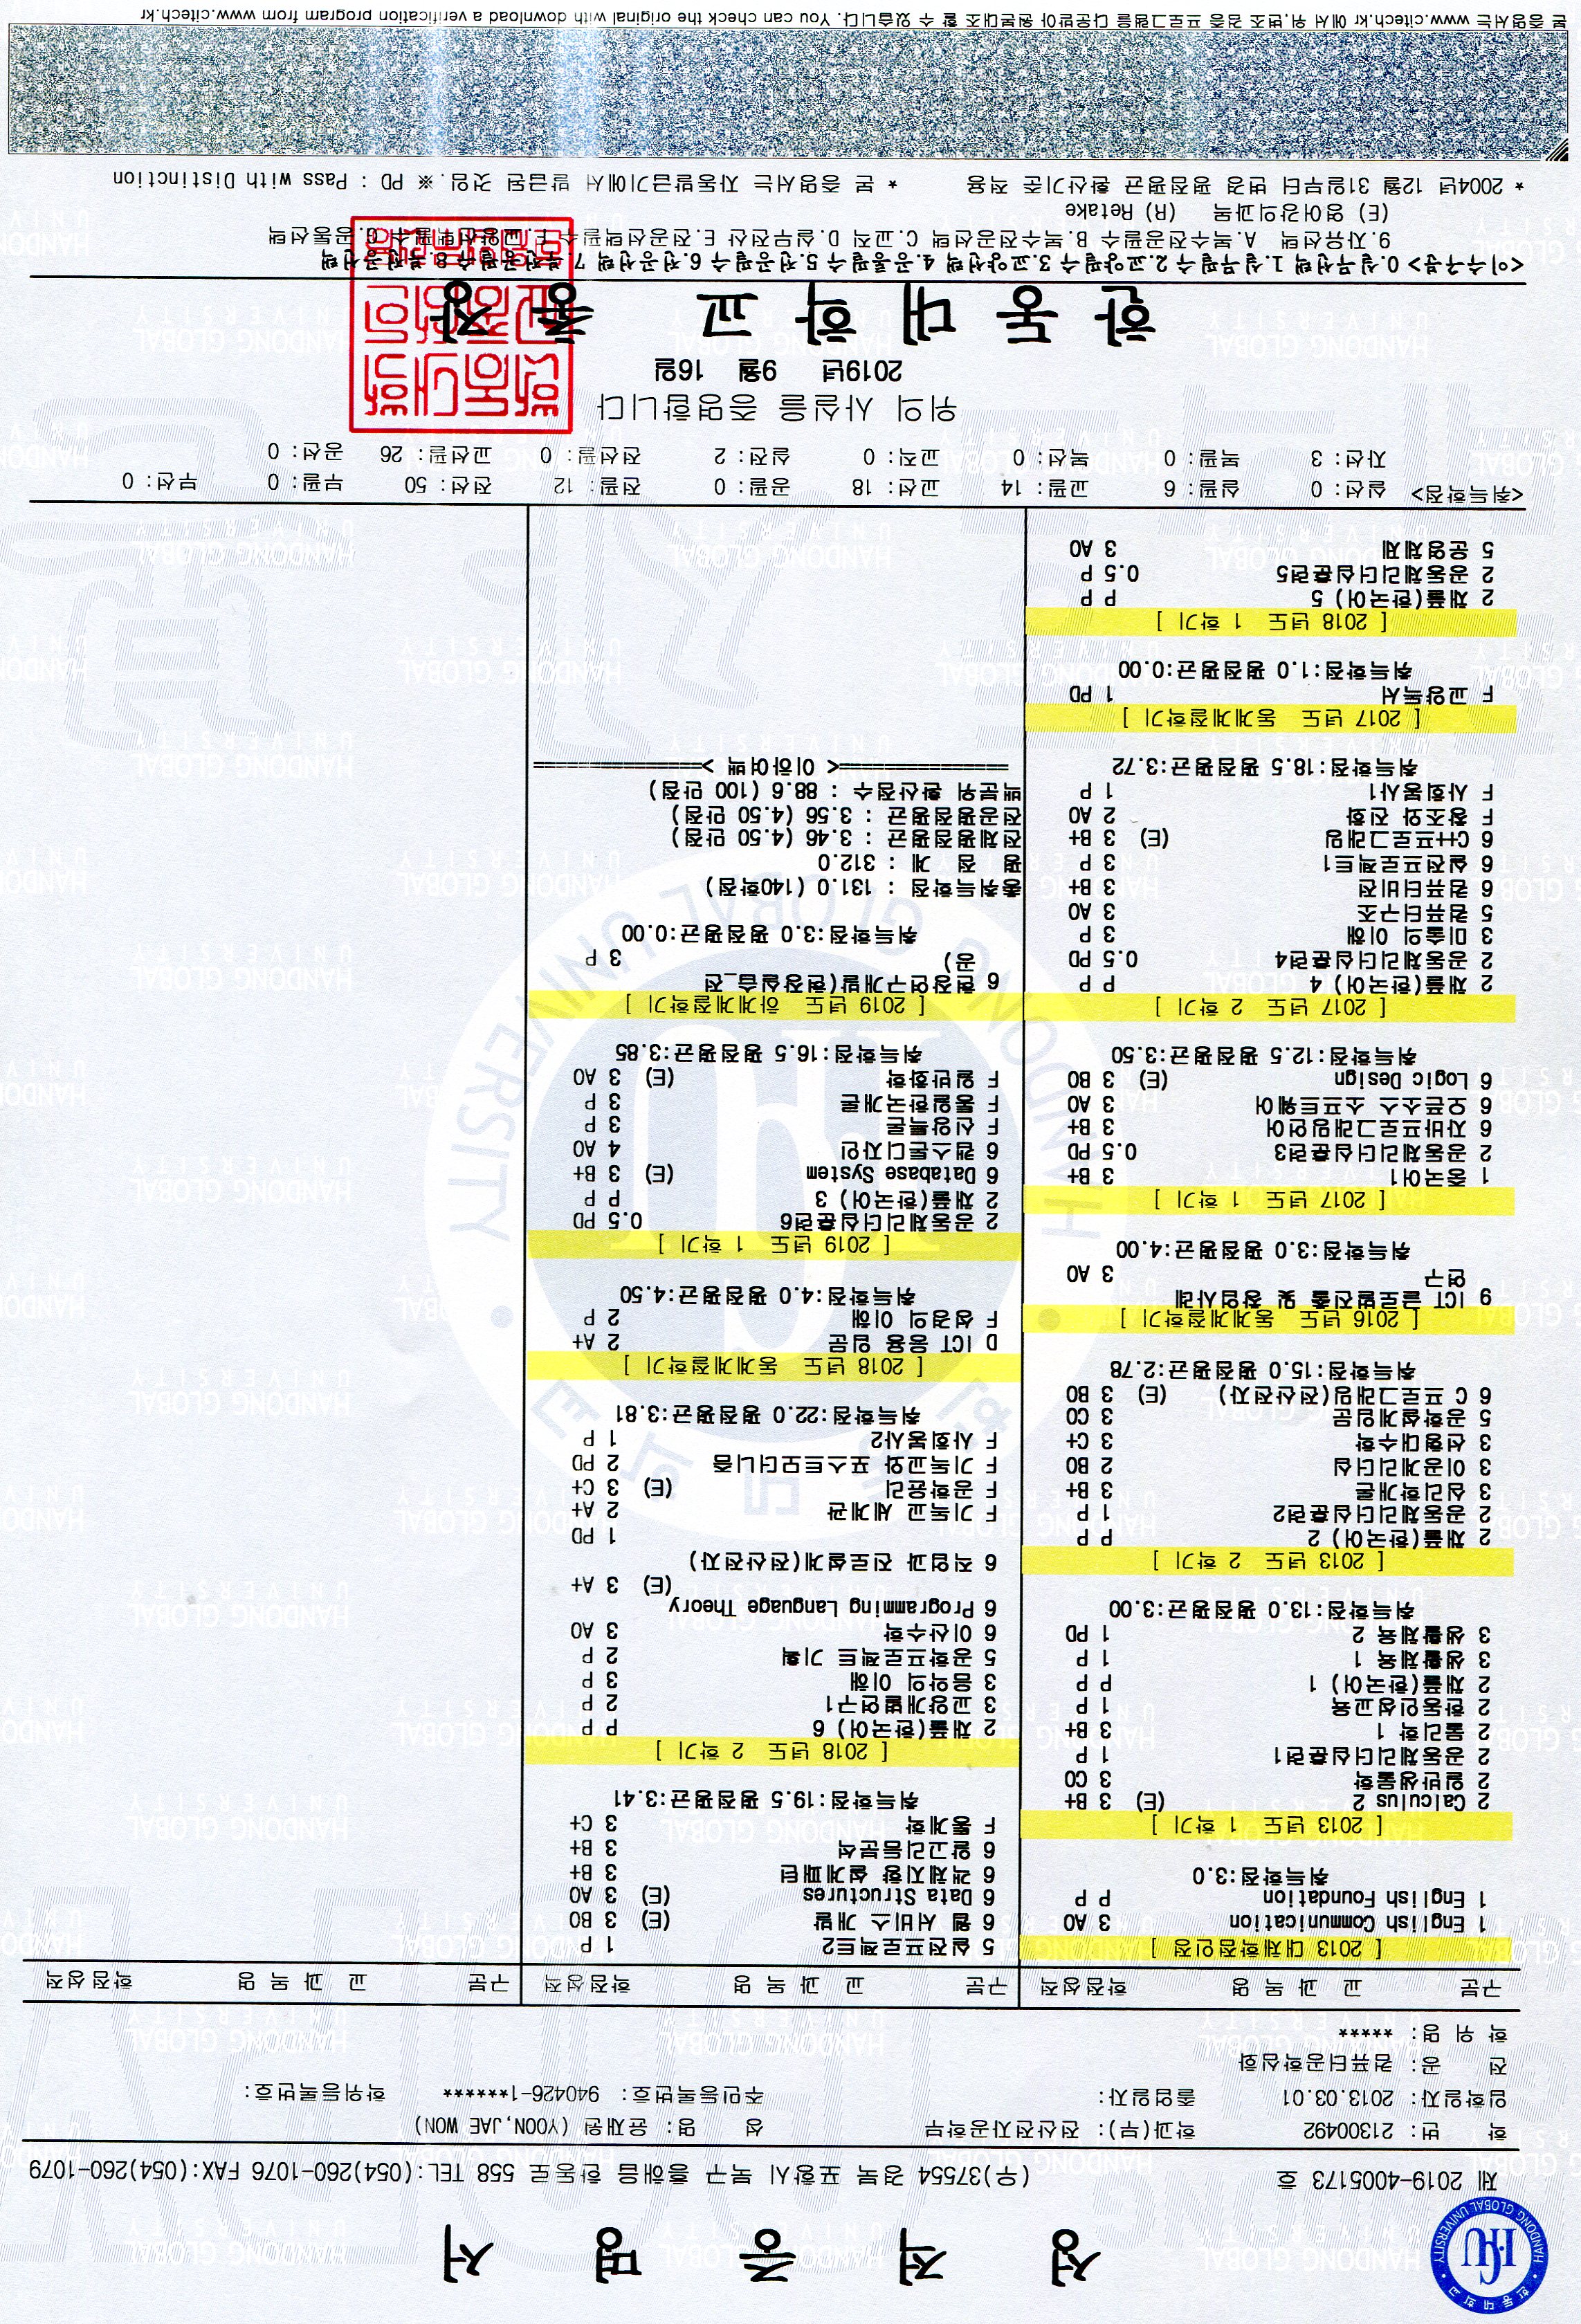 성 적 증 명 서
제 2019-4005173 호
(우)37554 경북 포항시 북구 흥해읍 한동로 558 TEL:(054)260-1076 FAX:(054)260-1079
학 번: 21300492 학과(부): 전산전자공학부 성 명: 윤재원 (YOON,JAE WON)
입학일자: 2013.03.01 졸업일자: 주민등록번호: 940426-1****** 학위등록번호:
전 공: 컴퓨터공학심화
학 위 명: *****
구분 교 과 목 명 학점성적
[ 2013 대체학점인정 ]
1 English Communication 3 A0
1 English Foundation P P
취득학점:3.0
[ 2013 년도 1 학기 ]
2 Calculus 2 (E) 3 B+
2 일반생물학 3 C0
2 공동체리더십훈련1 1 P
2 물리학 1 3 B+
2 한동인성교육 1 P
2 채플(한국어) 1 P P
3 생활체육 1 1 P
3 생활체육 2 1 PD
취득학점:13.0 평점평균:3.00
[ 2013 년도 2 학기 ]
2 채플(한국어) 2 P P
2 공동체리더십훈련2 1 P
3 심리학개론 3 B+
3 이공계리더십 2 B0
3 선형대수학 3 C+
5 공학설계입문 3 C0
6 C 프로그래밍(전산전자) (E) 3 B0
취득학점:15.0 평점평균:2.78
[ 2016 년도 동계계절학기 ]
9 ICT 글로벌진출 및 창업사례
연구 3 A0
취득학점:3.0 평점평균:4.00
[ 2017 년도 1 학기 ]
1 중국어1 3 B+
2 공동체리더십훈련3 0.5 PD
6 자바프로그래밍언어 3 B+
6 오픈소스 소프트웨어 3 A0
6 Logic Design (E) 3 B0
취득학점:12.5 평점평균:3.50
[ 2017 년도 2 학기 ]
2 채플(한국어) 4 P P
2 공동체리더십훈련4 0.5 PD
3 미술의 이해 3 P
5 컴퓨터구조 3 A0
6 컴퓨터비전 3 B+
6 실전프로젝트1 3 P
6 C++프로그래밍 (E) 3 B+
F 창조와 진화 2 A0
F 사회봉사1 1 P
취득학점:18.5 평점평균:3.72
[ 2017 년도 동계계절학기 ]
F 교양독서 1 PD
취득학점:1.0 평점평균:0.00
[ 2018 년도 1 학기 ]
2 채플(한국어) 5 P P
2 공동체리더십훈련5 0.5 P
5 운영체제 3 A0
구분 교 과 목 명 학점성적
5 실전프로젝트2 1 P
6 웹 서비스 개발 (E) 3 B0
6 Data Structures (E) 3 A0
6 객체지향 설계패턴 3 B+
6 알고리듬분석 3 B+
F 통계학 3 C+
취득학점:19.5 평점평균:3.41
[ 2018 년도 2 학기 ]
2 채플(한국어) 6 P P
3 교양개별연구1 2 P
3 음악의 이해 3 P
5 공학프로젝트 기획 2 P
6 이산수학 3 A0
6 Programming Language Theory
(E) 3 A+
6 직업과 진로설계(전산전자)
1 PD
F 기독교 세계관 2 A+
F 공학윤리 (E) 3 C+
F 기독교와 포스트모더니즘 2 PD
F 사회봉사2 1 P
취득학점:22.0 평점평균:3.81
[ 2018 년도 동계계절학기 ]
D ICT 응용 입문 2 A+
F 성경의 이해 2 P
취득학점:4.0 평점평균:4.50
[ 2019 년도 1 학기 ]
2 공동체리더십훈련6 0.5 PD
2 채플(한국어) 3 P P
6 Database System (E) 3 B+
6 캡스톤디자인 4 A0
F 신앙특론 3 P
F 통일한국개론 3 P
F 일반화학 (E) 3 A0
취득학점:16.5 평점평균:3.85
[ 2019 년도 하계계절학기 ]
6 현장연구개발(현장실습_전
공) 3 P
취득학점:3.0 평점평균:0.00
총취득학점 : 131.0 (140학점)
평 점 계 : 312.0
전체평점평균 : 3.46 (4.50 만점)
전공평점평균 : 3.56 (4.50 만점)
백분위 환산점수 : 88.6 (100 만점)
===============< 이하여백 >===============
구분 교 과 목 명 학점성적
<취득학점> 실선: 0 실필: 6 교필: 14 교선: 18 공필: 0 전필: 12 전선: 50 부필: 0 부선: 0
자선: 3 복필: 0 복선: 0 교직: 0 실전: 2 전선필: 0 교선필: 26 공선: 0
위의 사실을 증명합니다
2019년 9월 16일
한 동 대 학 교 총 장
<이수구분> 0.실무선택 1.실무필수 2.교양필수 3.교양선택 4.공통필수 5.전공필수 6.전공선택 7.부전공필수 8.부전공선택
9.자유선택 A.복수전공필수 B.복수전공선택 C.교직 D.실무전산 E.전공선택필수 F.교양선택필수 G.공통선택
(E) 영어강의과목 (R) Retake
* 2004년 12월 31일부터 변경 평점평균 환산기준 적용 * 본 증명서는 자동발급기에서 발급된 것임.※ PD : Pass with Distinction
본 증명서는 www.citech.kr 에서 위,변조 검증 프로그램을 다운받아 원본대조 할 수 있습니다. You can check the original with download a verification program from www.citech.kr